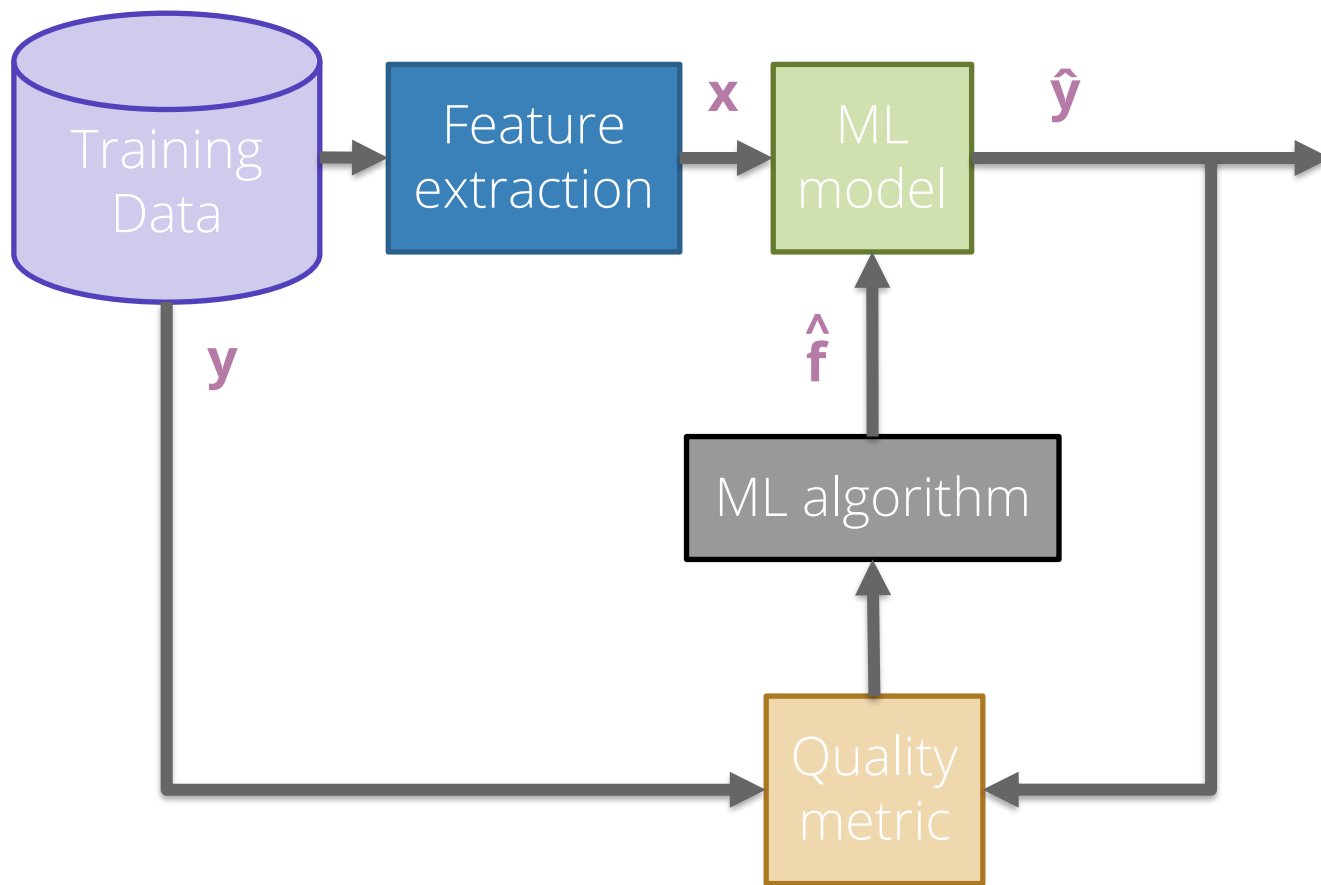 Training
Data
Feature
extraction
x
ML
model
ŷ
y
f̂
ML algorithm
Quality
metric